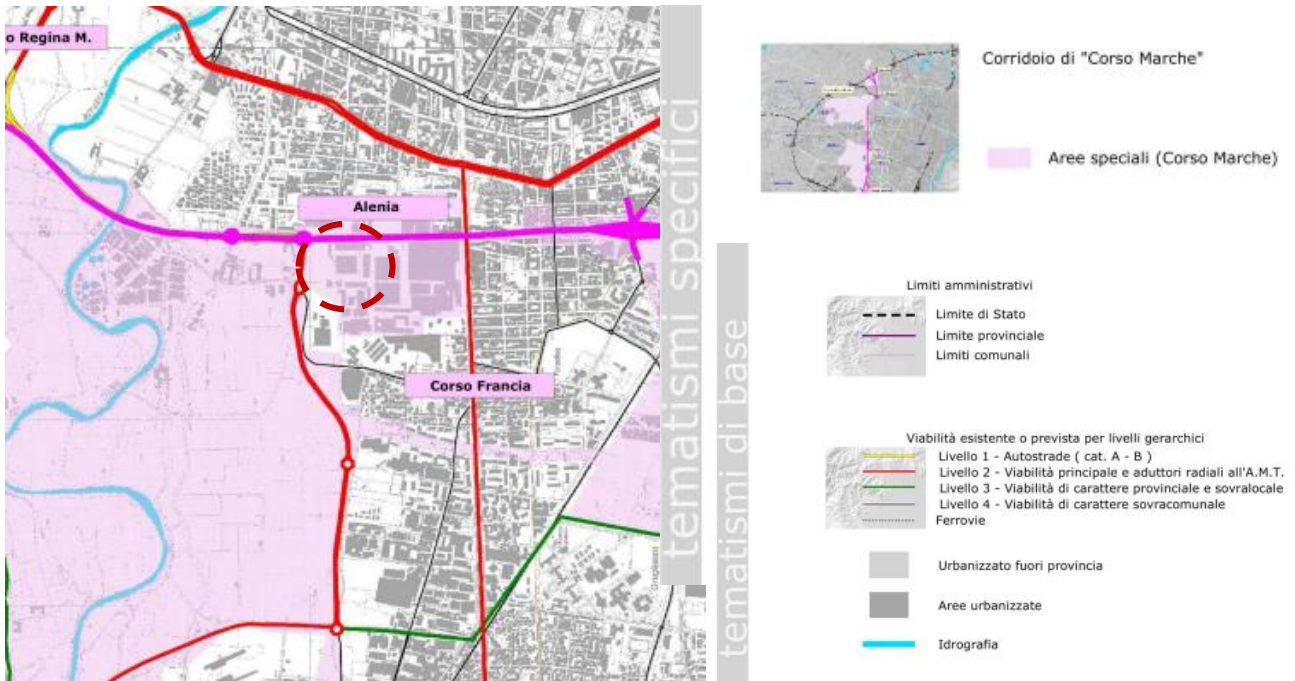 o Regina M.
Alenia
Corso Francia
tematismi specifici
Corridoio di "Corso Marche"
Aree speciali (Corso Marche)
tematismi di base
Limiti amministrativi
Limite di Stato
Limite provinciale
Limiti comunali
Viabilità esistente o prevista per livelli gerarchici
Livello 1 - Autostrade ( cat. A - B )
Livello 2 - Viabilità principale e aduttori radiali all'A.M.T.
Livello 3 - Viabilità di carattere provinciale e sovralocale
Livello 4 - Viabilità di carattere sovracomunale
Ferrovie
Urbanizzato fuori provincia
Aree urbanizzate
Idrografia